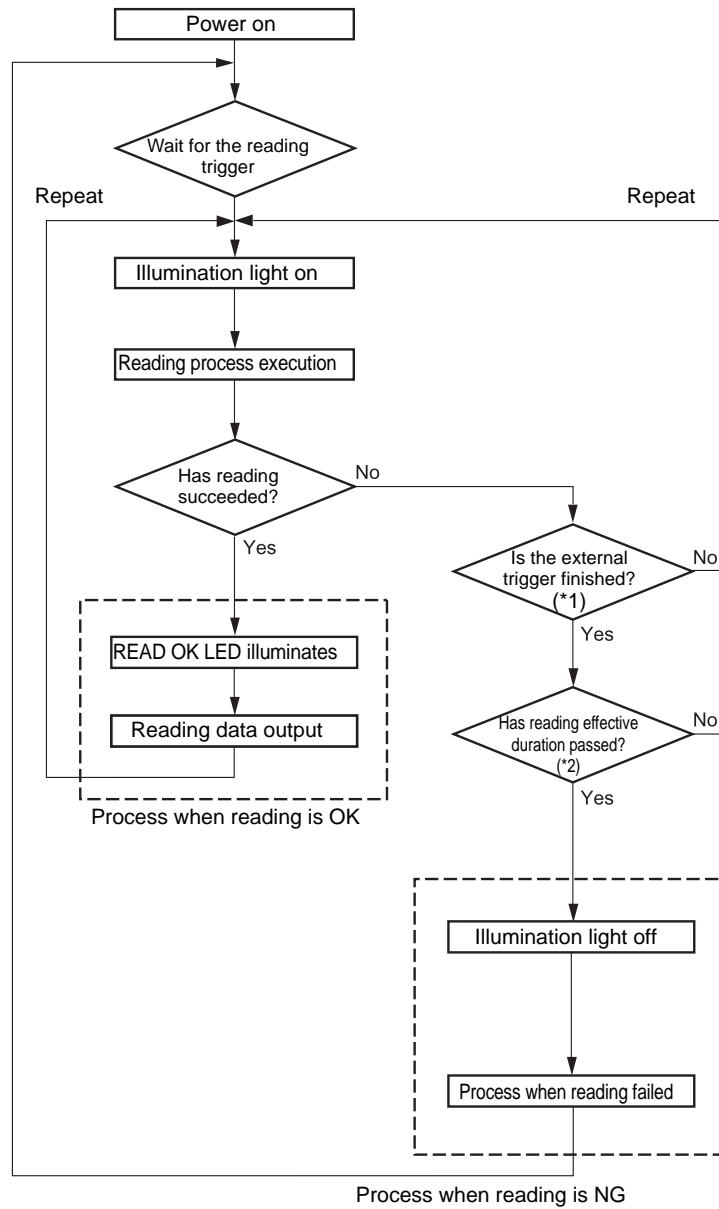 Power on
Wait for the reading
trigger
Repeat
Repeat
Illumination light on
Reading process execution
Has reading
succeeded?
No
Yes
Is the external
trigger finished?
(*1)
No
Yes
READ OK LED illuminates
Reading data output
Process when reading is OK
Has reading effective
duration passed?
(*2)
No
Yes
Illumination light off
Process when reading failed
Process when reading is NG